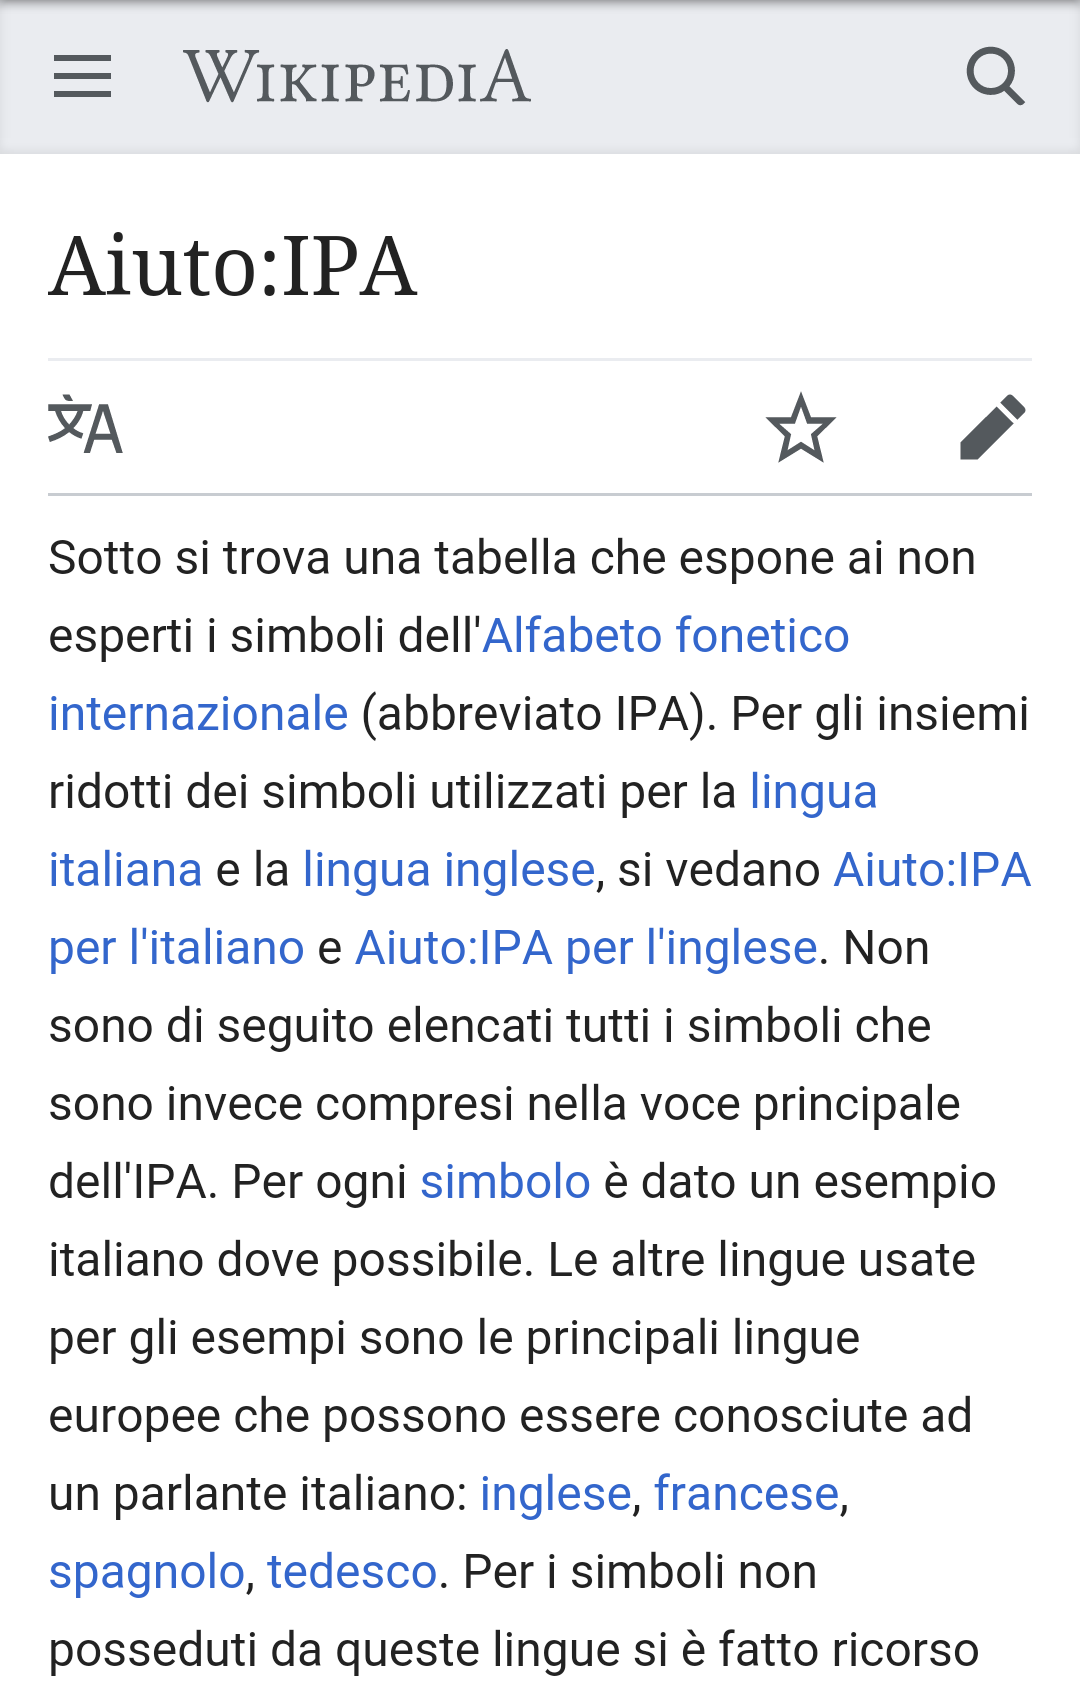 WIKIPEDIA
Aiuto:IPA
文A
Sotto si trova una tabella che espone ai non
esperti i simboli dell'Alfabeto fonetico
internazionale (abbreviato IPA). Per gli insiemi
ridotti dei simboli utilizzati per la lingua
italiana e la lingua inglese, si vedano Aiuto:IPA
per l'italiano e Aiuto:IPA per l'inglese. Non
sono di seguito elencati tutti i simboli che
sono invece compresi nella voce principale
dell'IPA. Per ogni simbolo è dato un esempio
italiano dove possibile. Le altre lingue usate
per gli esempi sono le principali lingue
europee che possono essere conosciute ad
un parlante italiano: inglese, francese,
spagnolo, tedesco. Per i simboli non
posseduti da queste lingue si è fatto ricorso